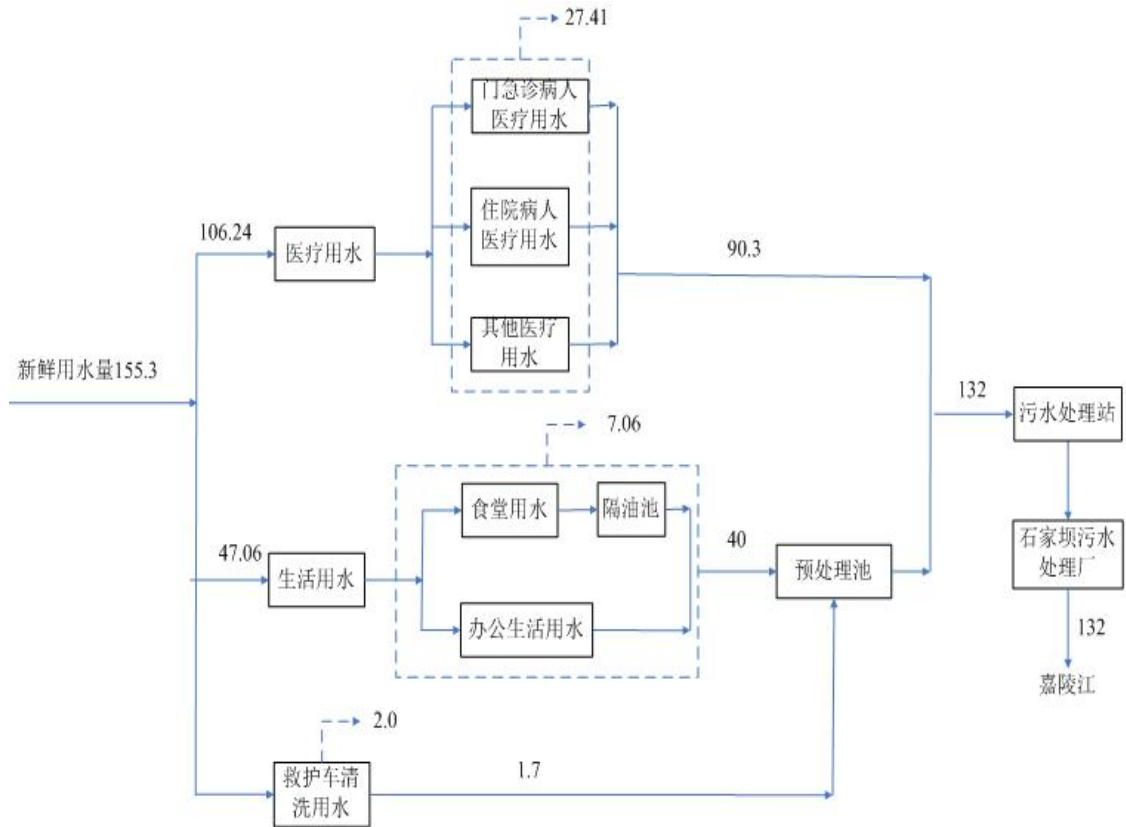 27.41
门急诊病人
医疗用水
106.24
医疗用水
住院病人
医疗用水
90.3
其他医疗
用水
新鲜用水量155.3
132
污水处理站
7.06
食堂用水
隔油池
47.06
生活用水
40
预处理池
石家坝污水
处理厂
办公生活用水
132
嘉陵江
2.0
救护车清
洗用水
1.7